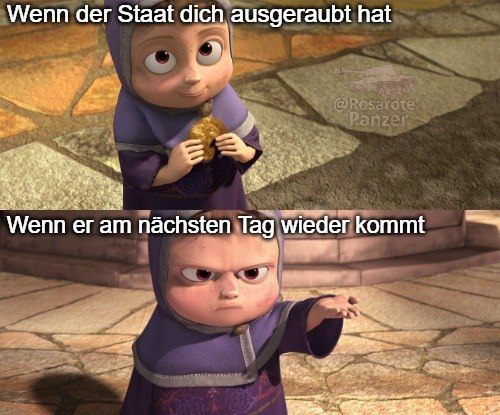 Wenn der Staat dich ausgeraubt hat
@Rosarote
Panzer
Wenn er am nächsten Tag wieder kommt